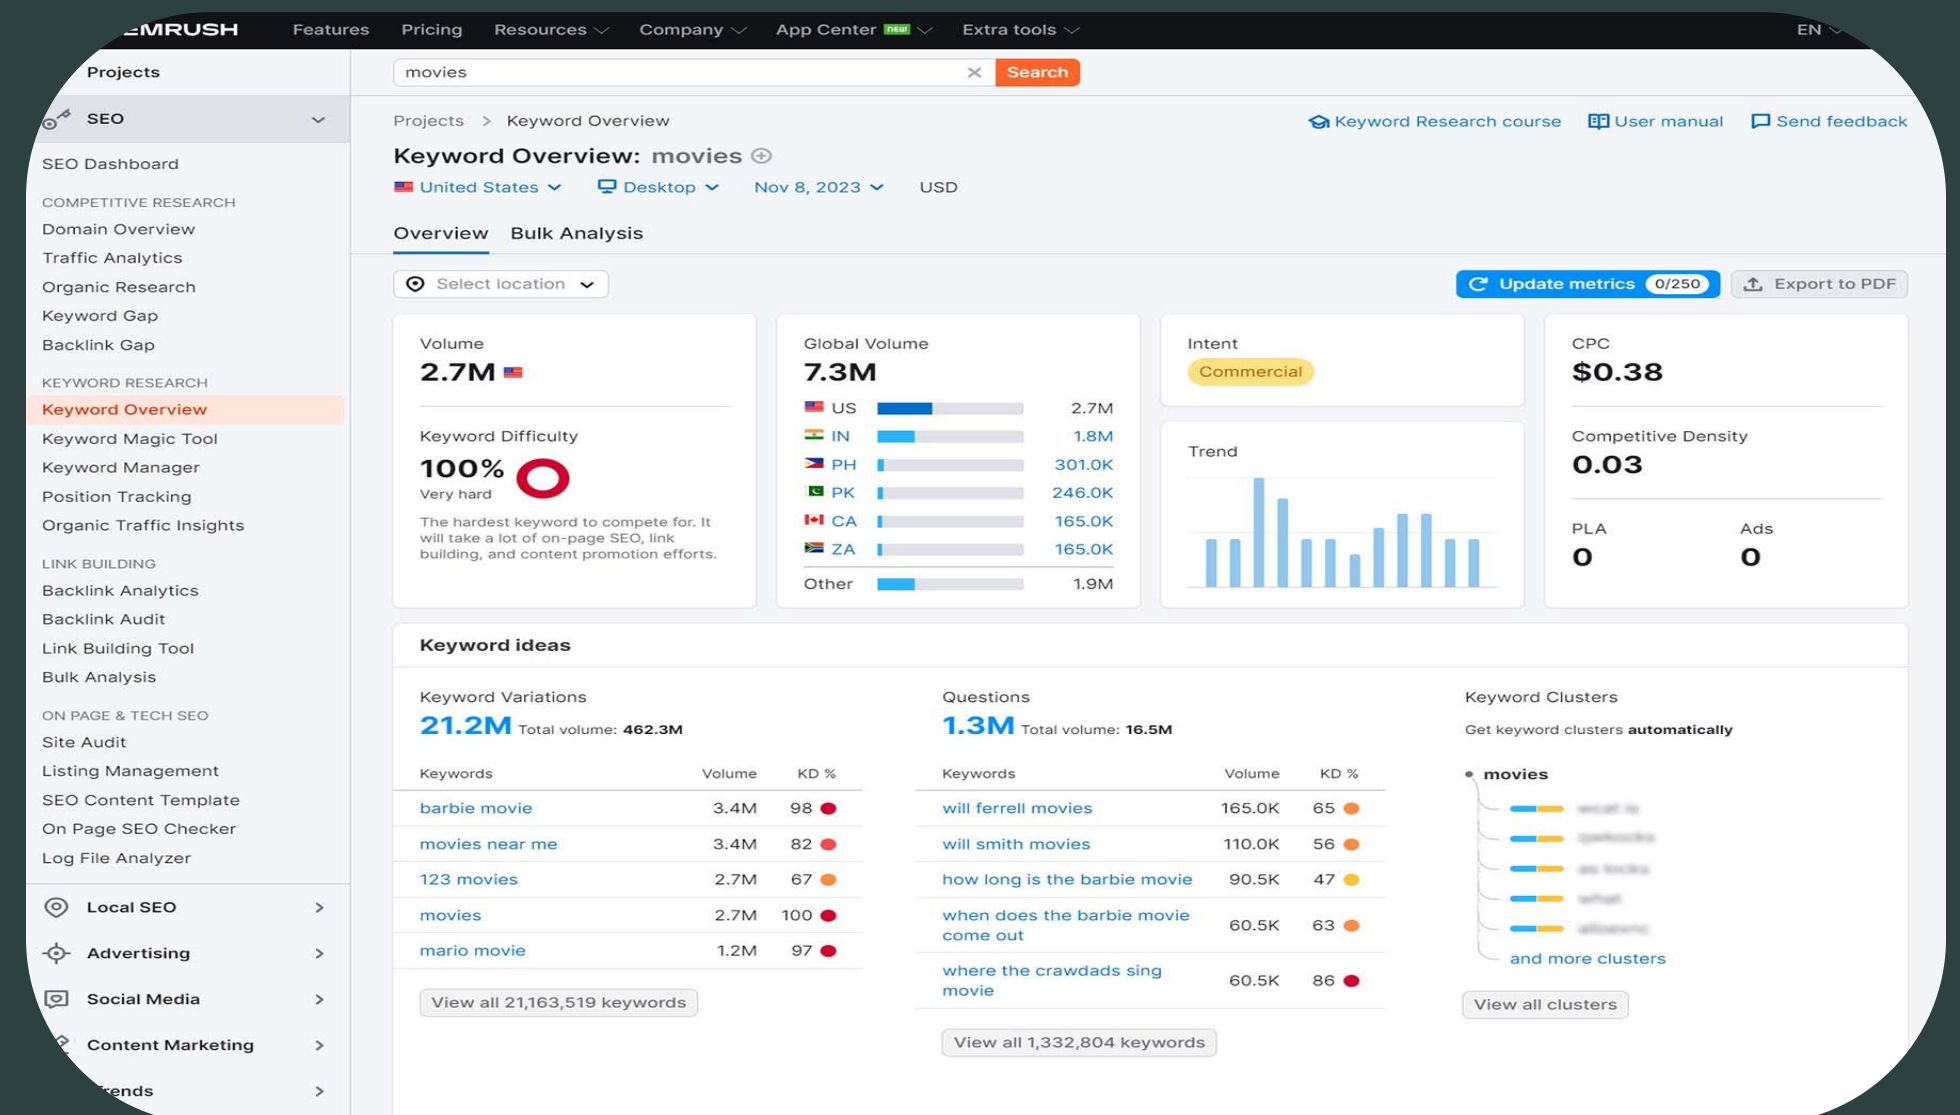 EMRUSH
Features
Pricing
Resources
Company
App Center new
Extra tools
EN
Projects
movies
Search
SEO
SEO Dashboard
COMPETITIVE RESEARCH
Domain Overview
Traffic Analytics
Organic Research
Keyword Gap
Backlink Gap
KEYWORD RESEARCH
Keyword Overview
Keyword Magic Tool
Keyword Manager
Position Tracking
Organic Traffic Insights
LINK BUILDING
Backlink Analytics
Backlink Audit
Link Building Tool
Bulk Analysis
ON PAGE & TECH SEO
Site Audit
Listing Management
SEO Content Template
On Page SEO Checker
Log File Analyzer
Local SEO
Advertising
Social Media
Content Marketing
rends
Projects > Keyword Overview
Keyword Research course
User manual
Send feedback
Keyword Overview: movies
United States
Desktop
Nov 8, 2023
USD
Overview
Bulk Analysis
Select location
Update metrics 0/250
Export to PDF
Volume
2.7M
Keyword Difficulty
100%
Very hard
The hardest keyword to compete for. It
will take a lot of on-page SEO, link
building, and content promotion efforts.
Global Volume
7.3M
US 2.7M
IN 1.8M
PH 301.0K
PK 246.0K
CA 165.0K
ZA 165.0K
Other 1.9M
Intent
Commercial
Trend
CPC
$0.38
Competitive Density
0.03
PLA Ads
0 0
Keyword ideas
Keyword Variations
21.2M Total volume: 462.3M
Keywords Volume KD %
barbie movie 3.4M 98
movies near me 3.4M 82
123 movies 2.7M 67
movies 2.7M 100
mario movie 1.2M 97
View all 21,163,519 keywords
Questions
1.3M Total volume: 16.5M
Keywords Volume KD %
will ferrell movies 165.0K 65
will smith movies 110.0K 56
how long is the barbie movie 90.5K 47
when does the barbie movie
come out 60.5K 63
where the crawdads sing
movie 60.5K 86
View all 1,332,804 keywords
Keyword Clusters
Get keyword clusters automatically
movies
and more clusters
View all clusters